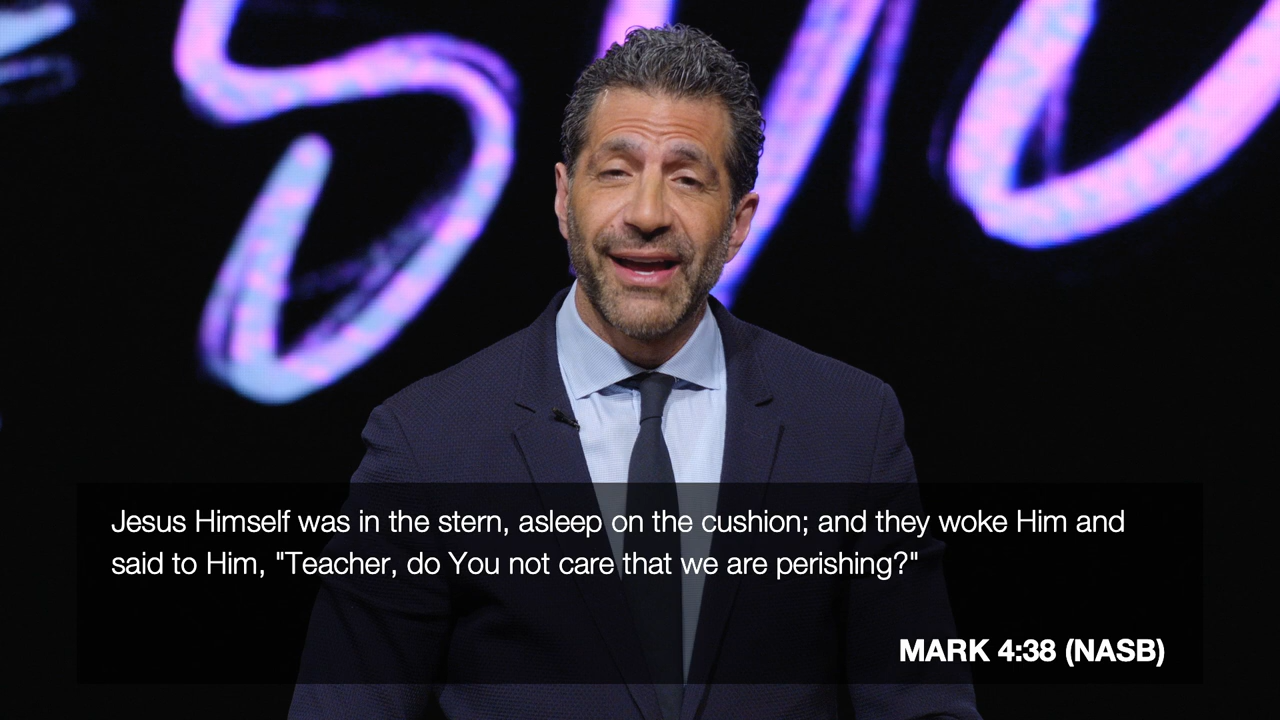 Jesus Himself was in the stern, asleep on the cushion; and they woke Him and
said to Him, "Teacher, do You not care that we are perishing?"
MARK 4:38 (NASB)